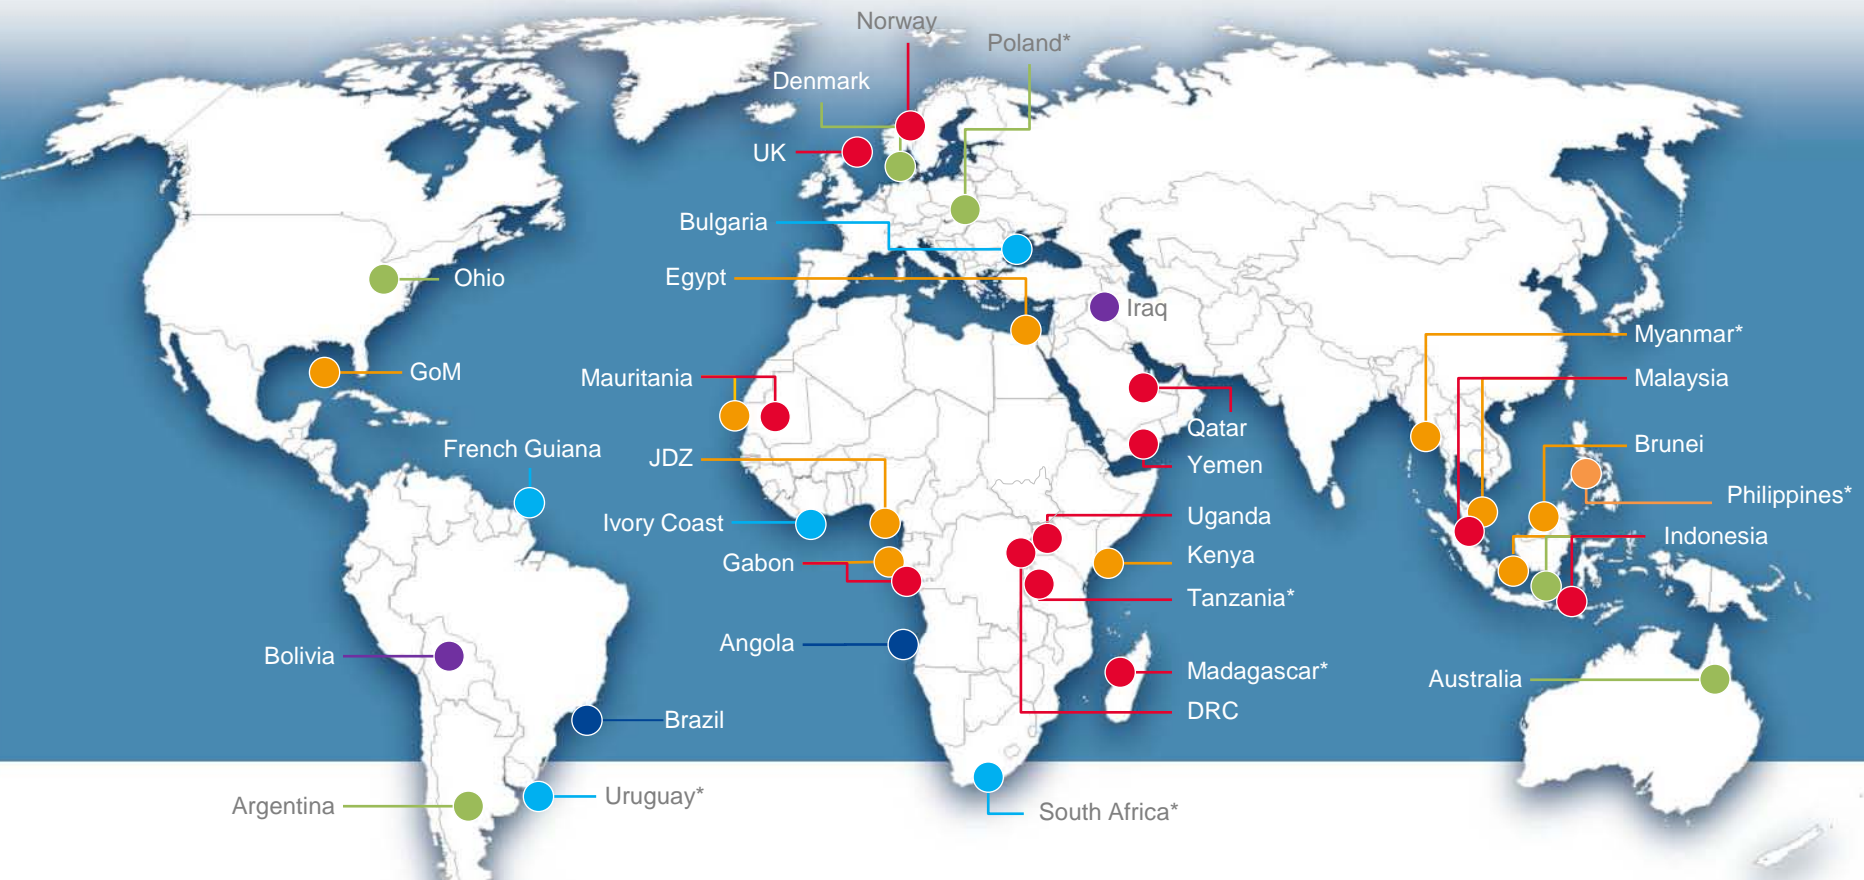 Norway
Poland*
Denmark
UK
Bulgaria
Egypt
Ohio
Iraq
Myanmar*
GoM
Mauritania
Malaysia
Qatar
French Guiana
JDZ
Brunei
Yemen
Philippines*
Ivory Coast
Uganda
Indonesia
Gabon
Kenya
Tanzania*
Angola
Bolivia
Madagascar*
Australia
DRC
Brazil
Uruguay*
Argentina
South Africa*